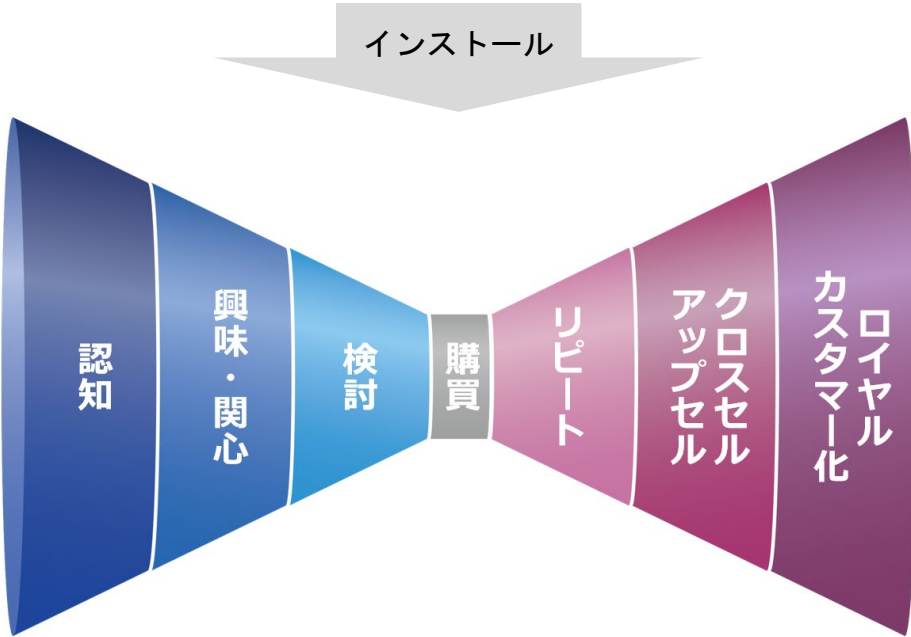 インストール
認知
興味・関心
検討
購買
リピート
クロスセル
アップセル
ロイヤル
カスタマー化